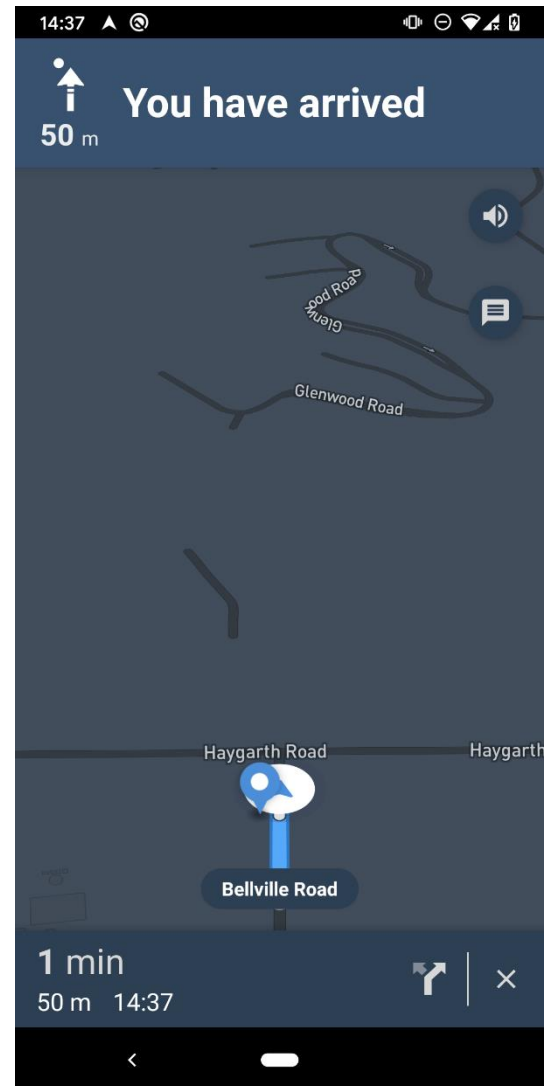 14:37
You have arrived
50 m
Glenwood Road
Glenwood Road
Haygarth Road
Haygarth
Bellville Road
1 min
50 m 14:37